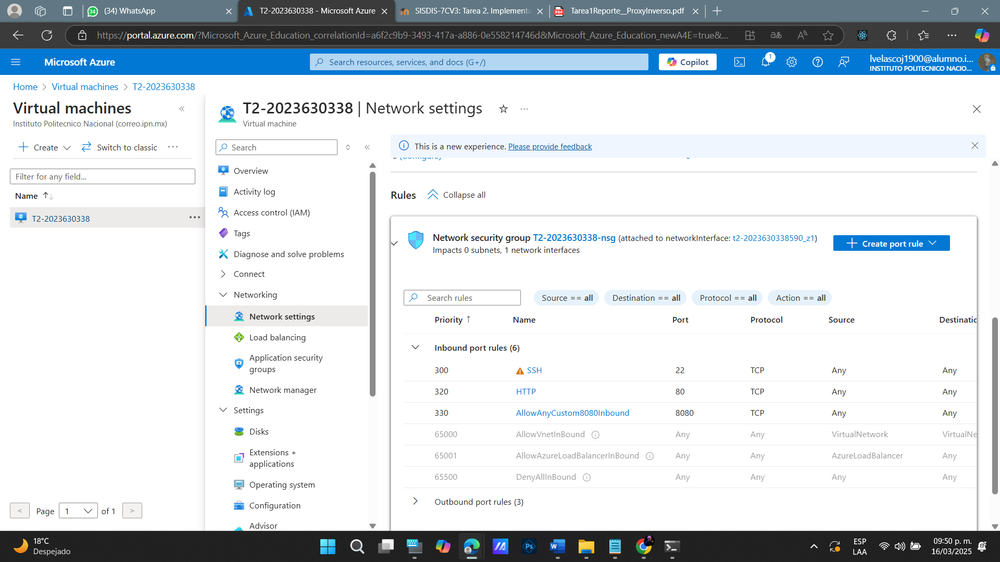 (34) WhatsApp
T2-2023630338 - Microsoft Azure
SISDIS-7CV3: Tarea 2. Implementa
Tarea1Reporte__ProxyInverso.pdf
https://portal.azure.com/?Microsoft_Azure_Education_correlationId=a6f2c9b9-3493-417a-a886-0e558214746d&Microsoft_Azure_Education_newA4E=true&...
Microsoft Azure
Search resources, services, and docs (G+/)
Copilot
1
lvelascoj1900@alumno.i...
INSTITUTO POLITECNICO NACIO...
Home > Virtual machines > T2-2023630338
Virtual machines
Instituto Politecnico Nacional (correo.ipn.mx)
Create
Switch to classic
Filter for any field...
Name
T2-2023630338
Page 1 of 1
T2-2023630338 | Network settings
Virtual machine
Search
Overview
Activity log
Access control (IAM)
Tags
Diagnose and solve problems
Connect
Networking
Network settings
Load balancing
Application security
groups
Network manager
Settings
Disks
Extensions +
applications
Operating system
Configuration
Advisor
This is a new experience. Please provide feedback
0 (Configure)
Rules
Collapse all
Network security group T2-2023630338-nsg (attached to networkInterface: t2-2023630338590_z1)
Impacts 0 subnets, 1 network interfaces
Create port rule
Search rules
Source == all
Destination == all
Protocol == all
Action == all
Priority ↑ Name Port Protocol Source Destinatic
Inbound port rules (6)
300 SSH 22 TCP Any Any
320 HTTP 80 TCP Any Any
330 AllowAnyCustom8080Inbound 8080 TCP Any Any
65000 AllowVnetInBound Any Any VirtualNetwork VirtualNe
65001 AllowAzureLoadBalancerInBound Any Any AzureLoadBalancer Any
65500 DenyAllInBound Any Any Any Any
Outbound port rules (3)
18°C
Despejado
ESP
LAA
09:50 p. m.
16/03/2025